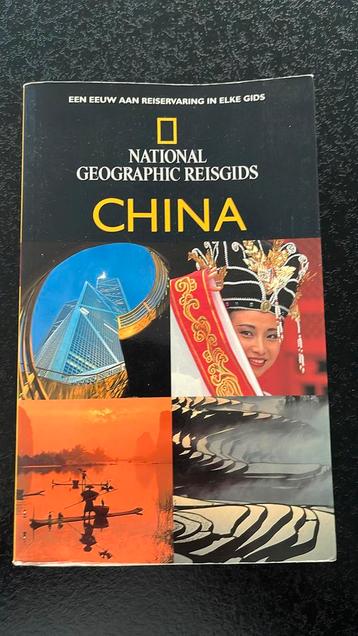 EEN EEUW AAN REISERVARING IN ELKE GIDS
NATIONAL
GEOGRAPHIC REISGIDS
CHINA